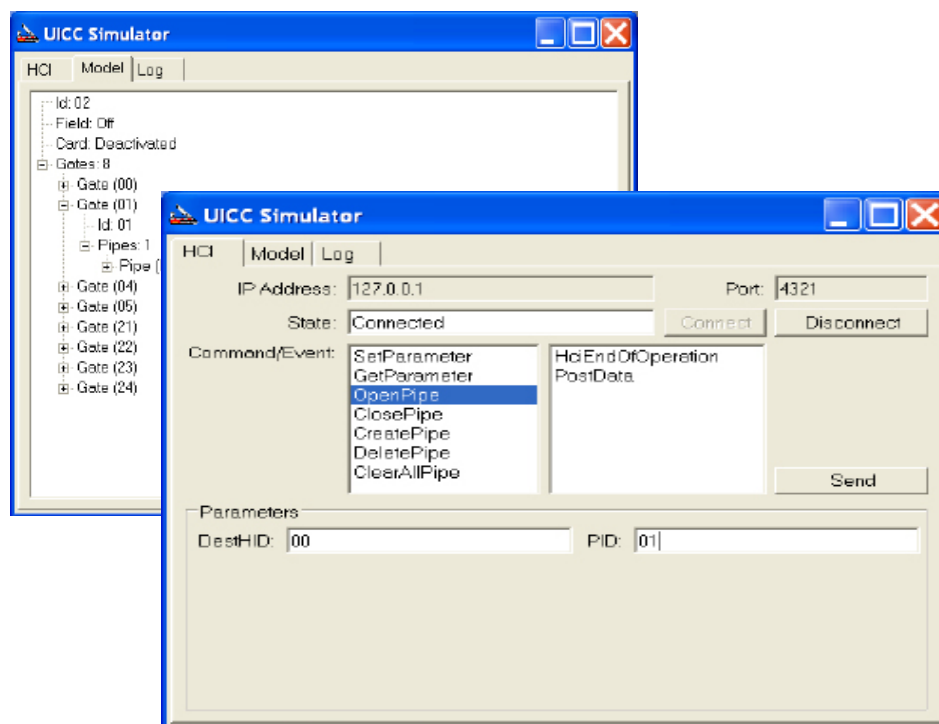 UICC Simulator
HCI Model Log
Id: 02
Field: Off
Card: Deactivated
Gates: 8
Gate (00)
Gate (01)
Id: 01
Pipes: 1
Pipe (
Gate (04)
Gate (05)
Gate (21)
Gate (22)
Gate (23)
Gate (24)
UICC Simulator
HCI Model Log
IP Address: 127.0.0.1 Port: 4321
State: Connected Connect Disconnect
Command/Event: SetParameter HciEndOfOperation
GetParameter PostData
OpenPipe
ClosePipe
CreatePipe
DeletePipe
ClearAllPipe
Send
Parameters
DestHID: 00 PID: 01